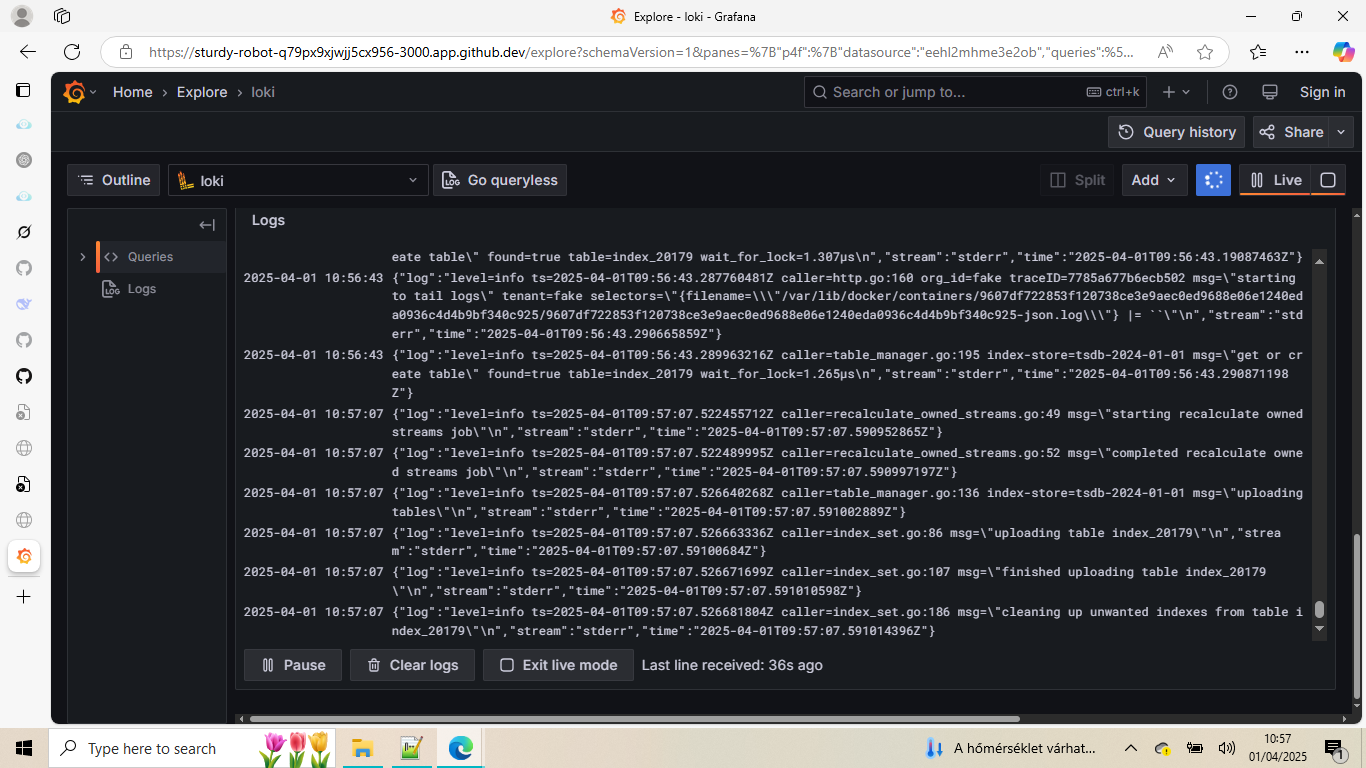 Explore - loki - Grafana
https://sturdy-robot-q79px9xjwjj5cx956-3000.app.github.dev/explore?schemaVersion=1&panes=%7B"p4f":%7B"datasource":"eehl2mhme3e2ob","queries":%5...
Home › Explore › loki
Search or jump to...
ctrl+k
Sign in
Query history
Share
Outline
loki
Go queryless
Split
Add
Live
Queries
Logs
Logs
eate table\" found=true table=index_20179 wait_for_lock=1.307µs\n","stream":"stderr","time":"2025-04-01T09:56:43.19087463Z"}
2025-04-01 10:56:43 {"log":"level=info ts=2025-04-01T09:56:43.287760481Z caller=http.go:160 org_id=fake traceID=7785a677b6ecb502 msg=\"starting
to tail logs\" tenant=fake selectors=\"{filename=\\\"/var/lib/docker/containers/9607df722853f120738ce3e9aec0ed9688e06e1240ed
a0936c4d4b9bf340c925/9607df722853f120738ce3e9aec0ed9688e06e1240eda0936c4d4b9bf340c925-json.log\\\"} |= ``\"\n","stream":"std
err","time":"2025-04-01T09:56:43.290665859Z"}
2025-04-01 10:56:43 {"log":"level=info ts=2025-04-01T09:56:43.289963216Z caller=table_manager.go:195 index-store=tsdb-2024-01-01 msg=\"get or cr
eate table\" found=true table=index_20179 wait_for_lock=1.265µs\n","stream":"stderr","time":"2025-04-01T09:56:43.290871198
Z"}
2025-04-01 10:57:07 {"log":"level=info ts=2025-04-01T09:57:07.522455712Z caller=recalculate_owned_streams.go:49 msg=\"starting recalculate owned
streams job\"\n","stream":"stderr","time":"2025-04-01T09:57:07.590952865Z"}
2025-04-01 10:57:07 {"log":"level=info ts=2025-04-01T09:57:07.522489995Z caller=recalculate_owned_streams.go:52 msg=\"completed recalculate owne
d streams job\"\n","stream":"stderr","time":"2025-04-01T09:57:07.590997197Z"}
2025-04-01 10:57:07 {"log":"level=info ts=2025-04-01T09:57:07.526640268Z caller=table_manager.go:136 index-store=tsdb-2024-01-01 msg=\"uploading
tables\"\n","stream":"stderr","time":"2025-04-01T09:57:07.591002889Z"}
2025-04-01 10:57:07 {"log":"level=info ts=2025-04-01T09:57:07.526663336Z caller=index_set.go:86 msg=\"uploading table index_20179\"\n","strea
m":"stderr","time":"2025-04-01T09:57:07.59100684Z"}
2025-04-01 10:57:07 {"log":"level=info ts=2025-04-01T09:57:07.526671699Z caller=index_set.go:107 msg=\"finished uploading table index_20179
\"\n","stream":"stderr","time":"2025-04-01T09:57:07.591010598Z"}
2025-04-01 10:57:07 {"log":"level=info ts=2025-04-01T09:57:07.526681804Z caller=index_set.go:186 msg=\"cleaning up unwanted indexes from table i
ndex_20179\"\n","stream":"stderr","time":"2025-04-01T09:57:07.591014396Z"}
Pause
Clear logs
Exit live mode
Last line received: 36s ago
Type here to search
A hőmérséklet várhat...
10:57
01/04/2025
1